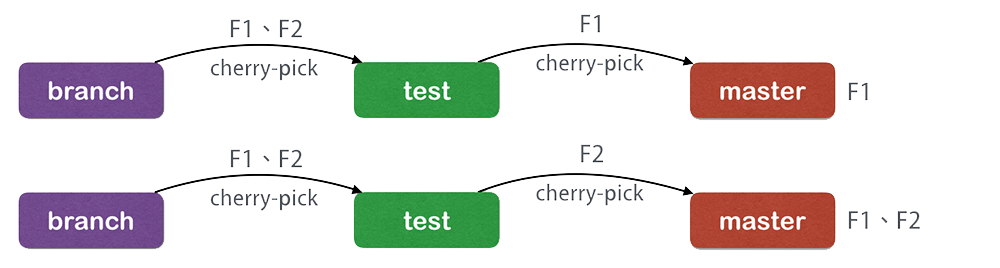 F1、F2
F1
cherry-pick
cherry-pick
branch
test
master
F1
F1、F2
F2
cherry-pick
cherry-pick
branch
test
master
F1、F2